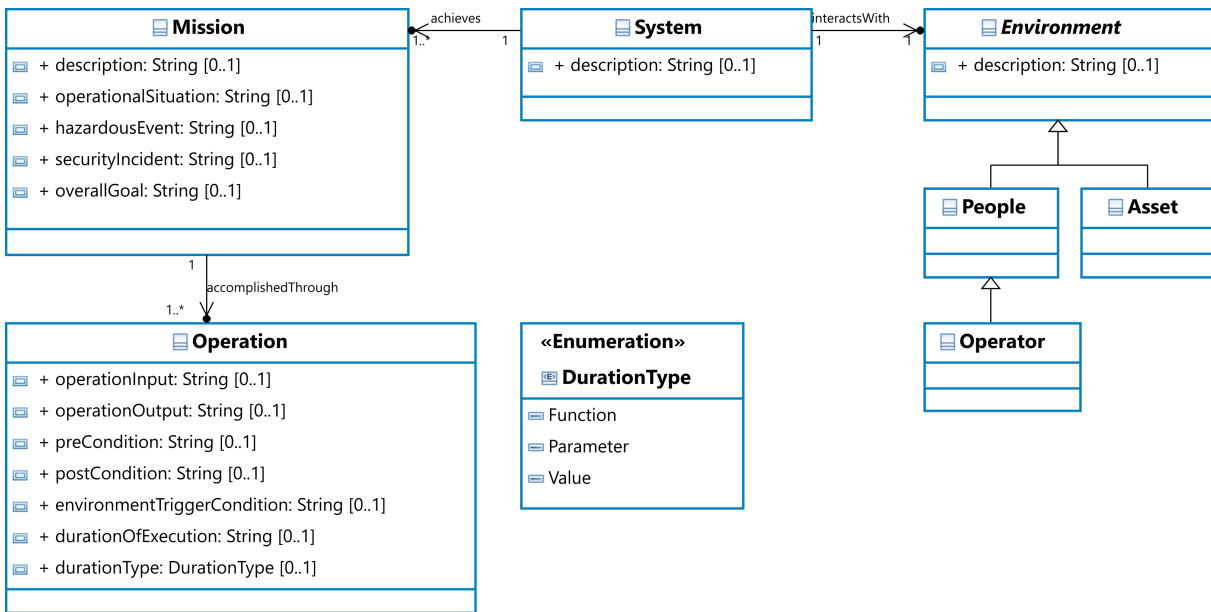 Mission
+ description: String [0..1]
+ operationalSituation: String [0..1]
+ hazardousEvent: String [0..1]
+ securityIncident: String [0..1]
+ overallGoal: String [0..1]
achieves
1..*
1
System
+ description: String [0..1]
interactsWith
1
1
Environment
+ description: String [0..1]
People
Asset
Operator
1
accomplishedThrough
1..*
Operation
+ operationInput: String [0..1]
+ operationOutput: String [0..1]
+ preCondition: String [0..1]
+ postCondition: String [0..1]
+ environmentTriggerCondition: String [0..1]
+ durationOfExecution: String [0..1]
+ durationType: DurationType [0..1]
«Enumeration»
DurationType
Function
Parameter
Value